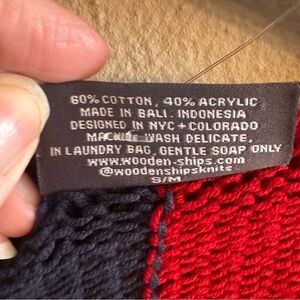 60% COTTON, 40% ACRYLIC
MADE IN BALI, INDONESIA
DESIGNED IN NYC + COLORADO
MACHINE WASH DELICATE,
IN LAUNDRY BAG, GENTLE SOAP ONLY
www.wooden-ships.com
@woodenshipsknits
S/M